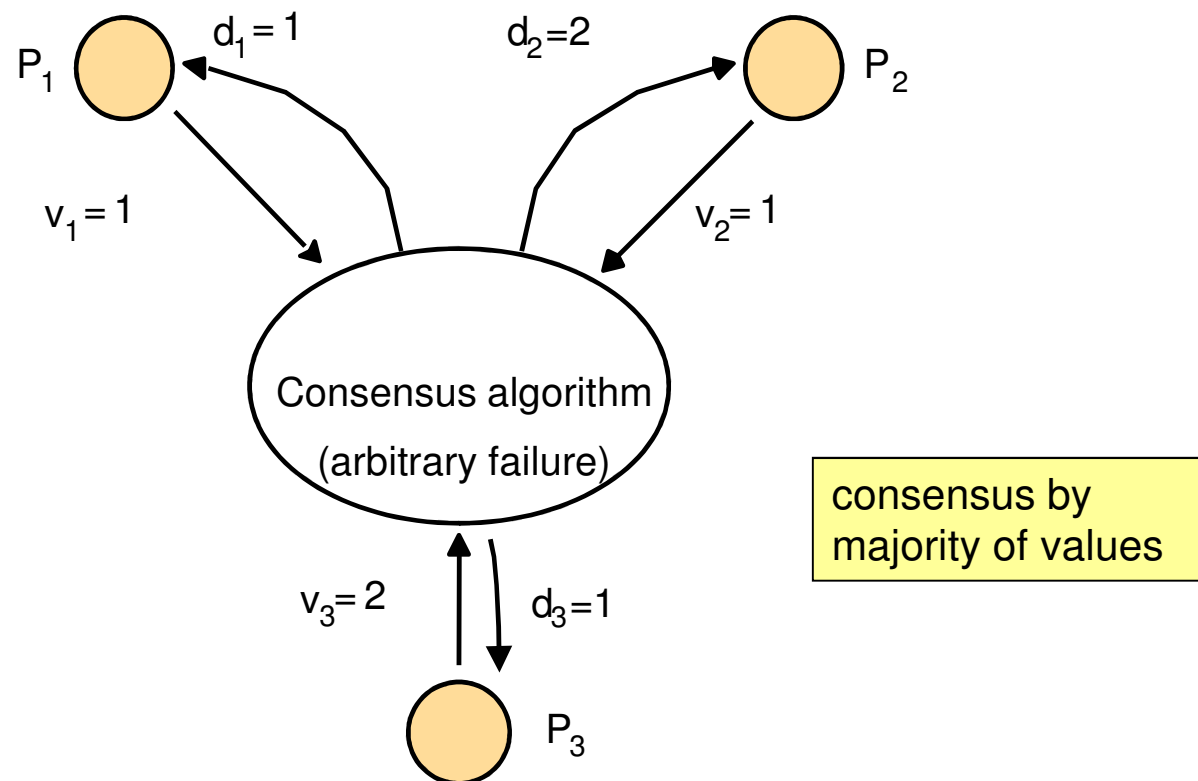 d₁ = 1
d₂=2
P₁
P₂
v₁ = 1
v₂= 1
Consensus algorithm
(arbitrary failure)
consensus by
majority of values
v₃= 2
d₃=1
P₃